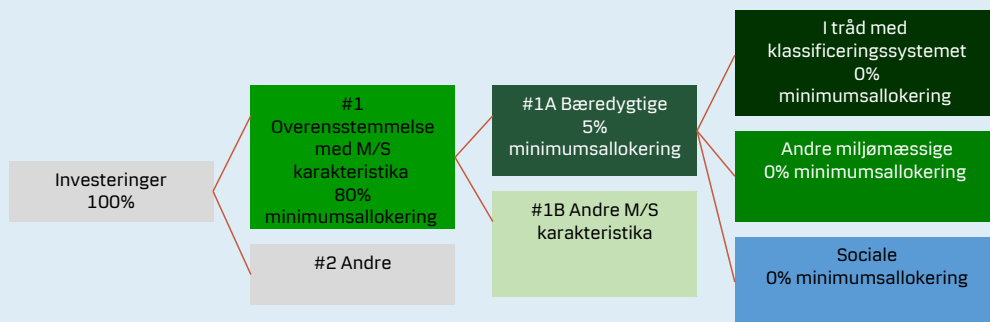 Investeringer
100%
#1
Overensstemmelse
med M/S
karakteristika
80%
minimumsallokering
#2 Andre
#1A Bæredygtige
5%
minimumsallokering
#1B Andre M/S
karakteristika
I tråd med
klassificeringssystemet
0%
minimumsallokering
Andre miljømæssige
0% minimumsallokering
Sociale
0% minimumsallokering